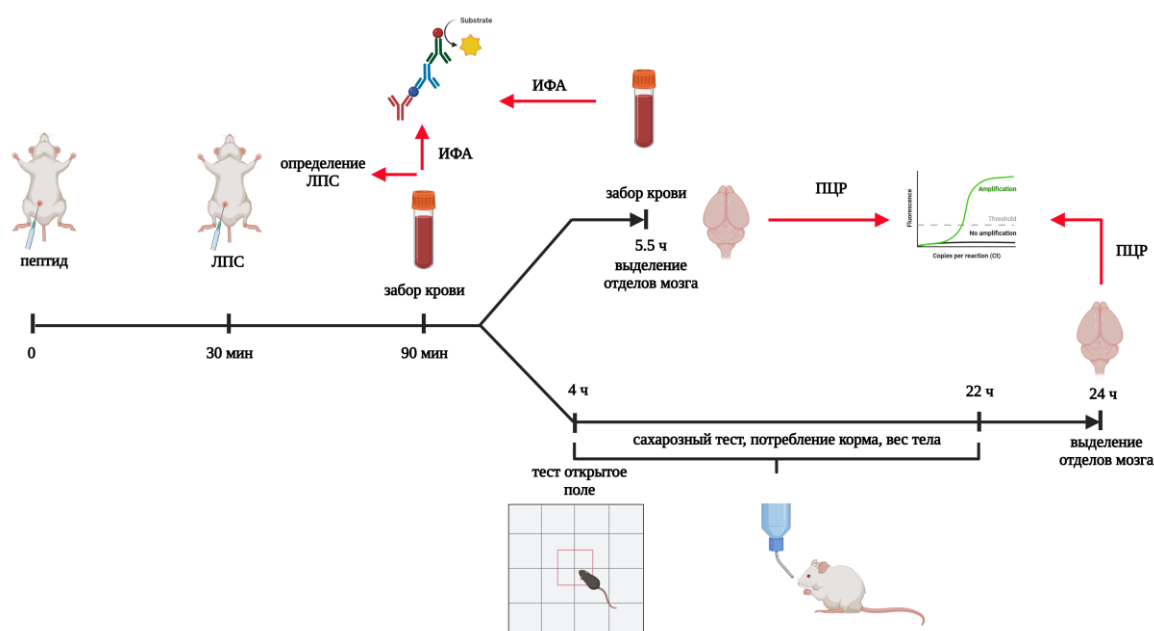 Substrate
ИФА
ИФА
определение
ЛПС
пептид
ЛПС
забор крови
забор крови
5.5 ч
выделение
отделов мозга
ПЦР
Fluorescence
Amplification
Threshold
No amplification
Copies per reaction (Ct)
ПЦР
0
30 мин
90 мин
4 ч
22 ч
24 ч
сахарозный тест, потребление корма, вес тела
выделение
отделов мозга
тест открытое
поле